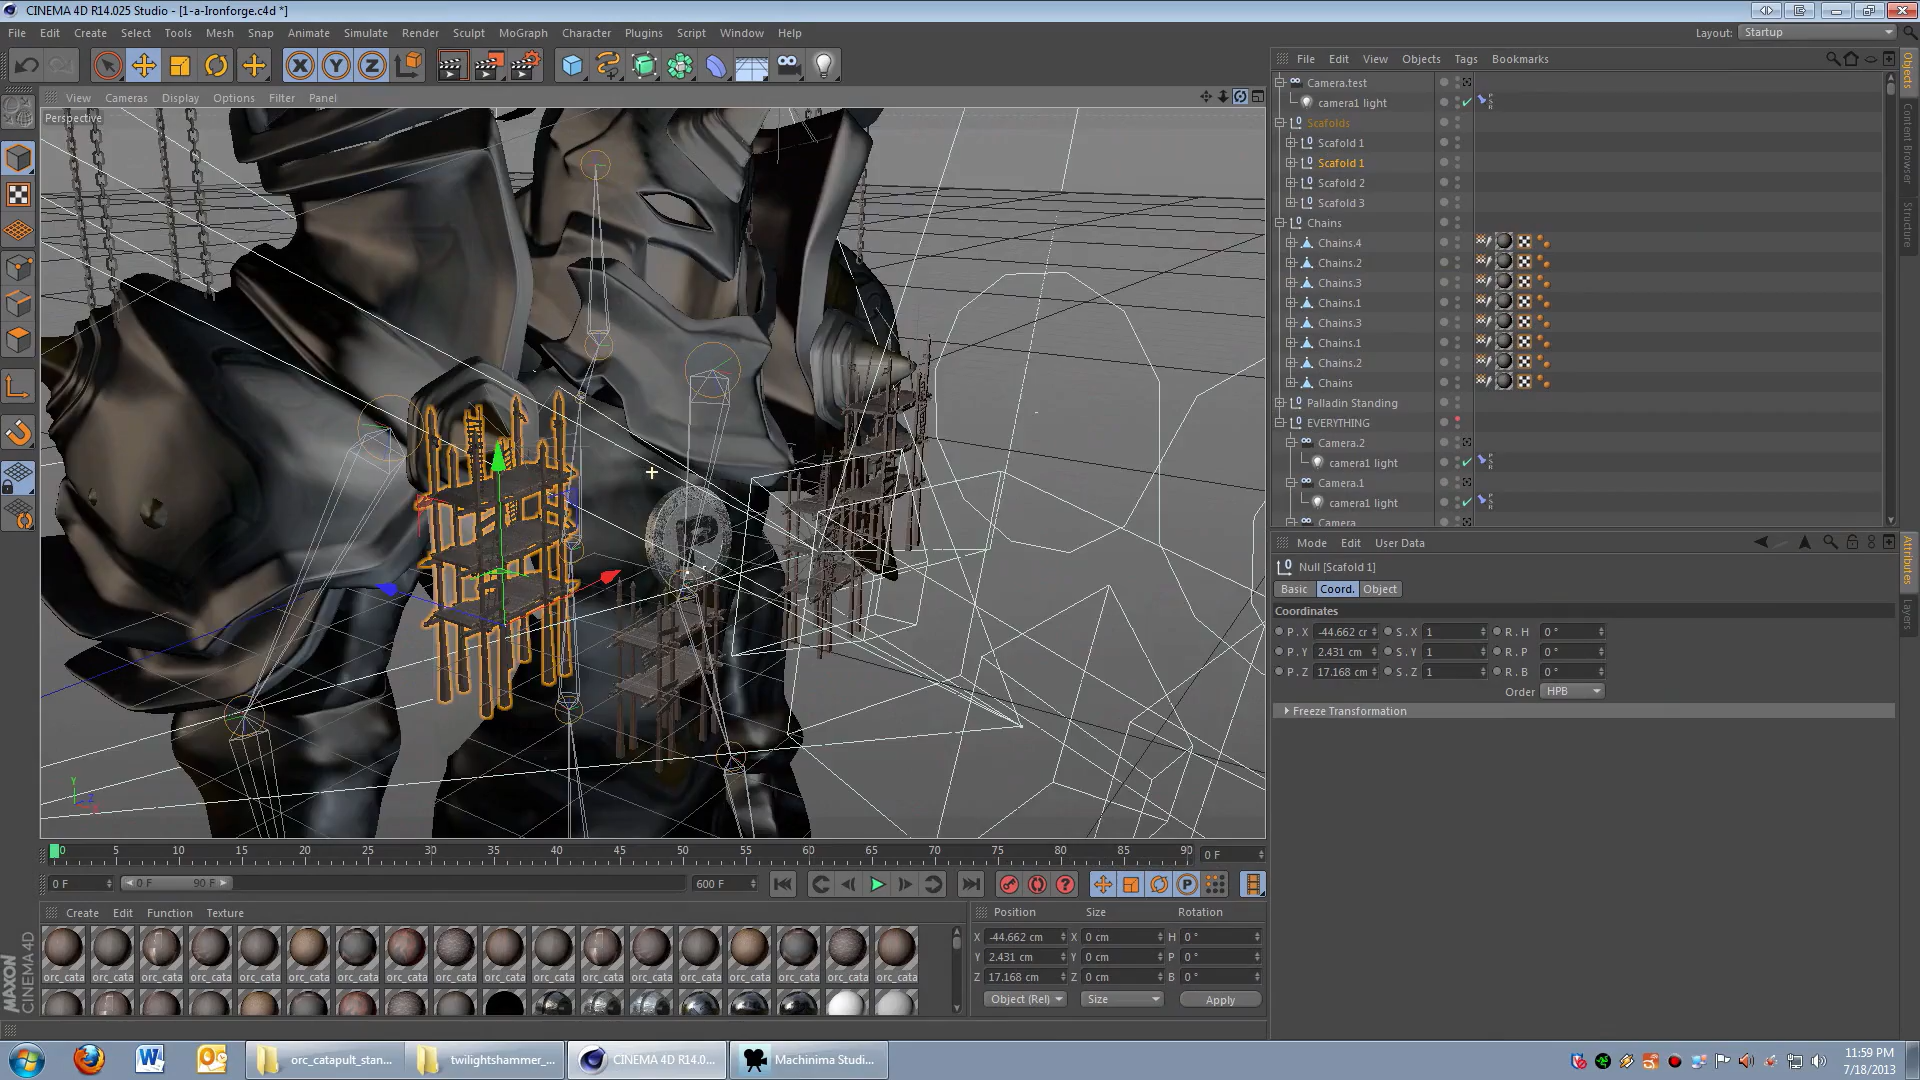 CINEMA 4D R14.025 Studio - [1-a-Ironforge.c4d *]
File Edit Create Select Tools Mesh Snap Animate Simulate Render Sculpt MoGraph Character Plugins Script Window Help
Layout: Startup
X Y Z
File Edit View Objects Tags Bookmarks
View Cameras Display Options Filter Panel
Perspective
Camera.test
camera1 light
Scafolds
Scafold 1
Scafold 1
Scafold 2
Scafold 3
Chains
Chains.4
Chains.2
Chains.3
Chains.1
Chains.3
Chains.1
Chains.2
Chains
Palladin Standing
EVERYTHING
Camera.2
camera1 light
Camera.1
camera1 light
Camera
Objects
Content Browser
Structure
Mode Edit User Data
Null [Scafold 1]
Basic Coord. Object
Coordinates
P . X -44.662 cr S . X 1 R . H 0 °
P . Y 2.431 cm S . Y 1 R . P 0 °
P . Z 17.168 cm S . Z 1 R . B 0 °
Order HPB
Freeze Transformation
Attributes
Layers
P
0 5 10 15 20 25 30 35 40 45 50 55 60 65 70 75 80 85 90 0 F
0 F 0 F 90 F 600 F
Create Edit Function Texture
orc_cata orc_cata orc_cata orc_cata orc_cata orc_cata orc_cata orc_cata orc_cata orc_cata orc_cata orc_cata orc_cata orc_cata orc_cata orc_cata orc_cata orc_cata
Position Size Rotation
X -44.662 cm X 0 cm H 0 °
Y 2.431 cm Y 0 cm P 0 °
Z 17.168 cm Z 0 cm B 0 °
Object (Rel) Size Apply
MAXON
CINEMA 4D
orc_catapult_stan...
twilightshammer_...
CINEMA 4D R14.0...
Machinima Studi...
11:59 PM
7/18/2013